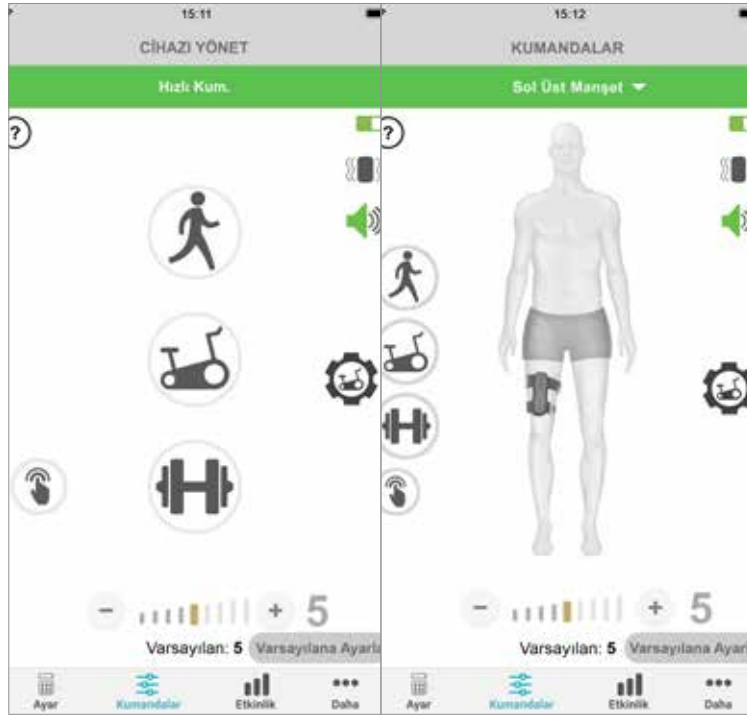 15:11
CİHAZI YÖNET
Hızlı Kum.
?
5
Varsayılan: 5 Varsayılana Ayarla
Ayar Kumandalar Etkinlik Daha
15:12
KUMANDALAR
Sol Üst Manşet
?
5
Varsayılan: 5 Varsayılana Ayarl
Ayar Kumandalar Etkinlik Daha